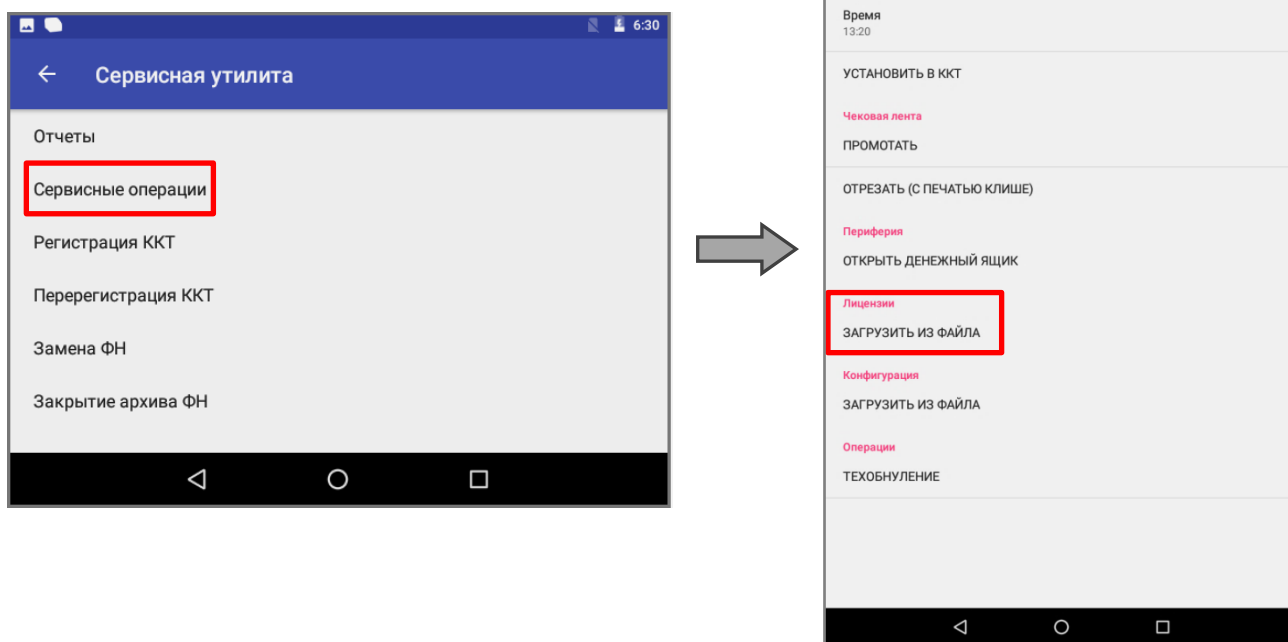 6:30
Сервисная утилита
Отчеты
Сервисные операции
Регистрация ККТ
Перерегистрация ККТ
Замена ФН
Закрытие архива ФН
Время
13:20
УСТАНОВИТЬ В ККТ
Чековая лента
ПРОМОТАТЬ
ОТРЕЗАТЬ (С ПЕЧАТЬЮ КЛИШЕ)
Периферия
ОТКРЫТЬ ДЕНЕЖНЫЙ ЯЩИК
Лицензии
ЗАГРУЗИТЬ ИЗ ФАЙЛА
Конфигурация
ЗАГРУЗИТЬ ИЗ ФАЙЛА
Операции
ТЕХОБНУЛЕНИЕ